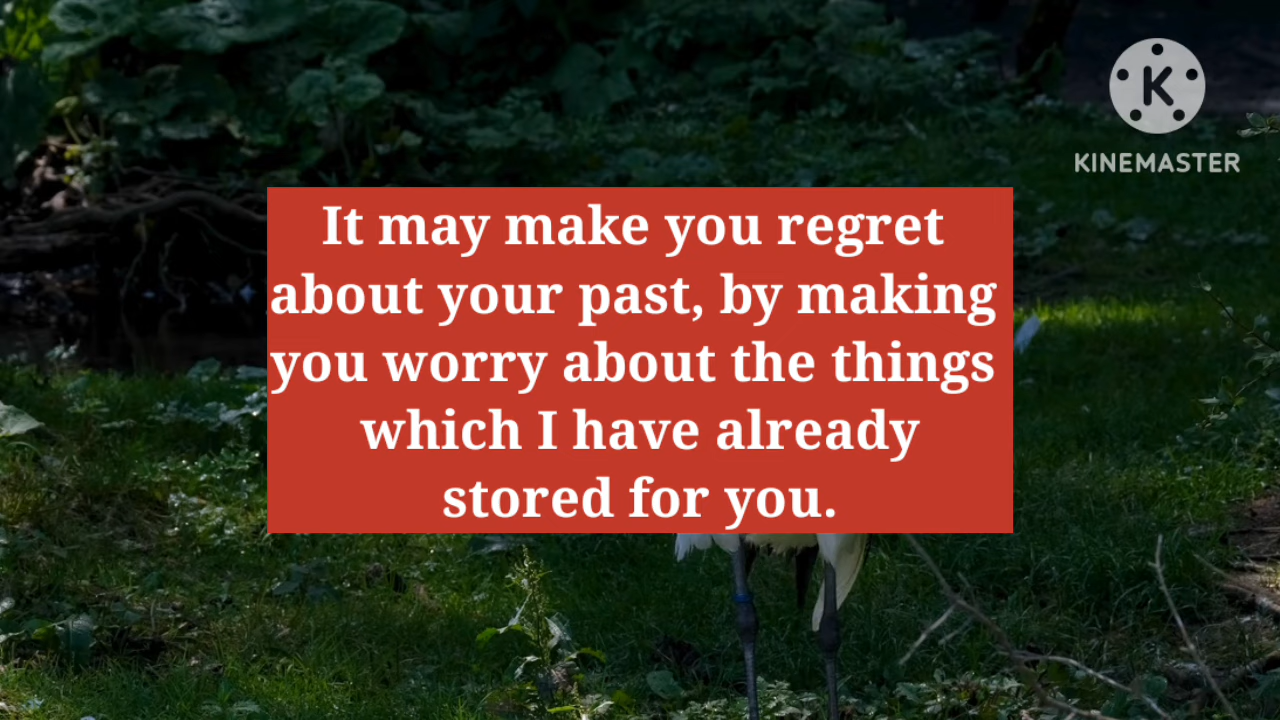 K
KINEMASTER
It may make you regret
about your past, by making
you worry about the things
which I have already
stored for you.